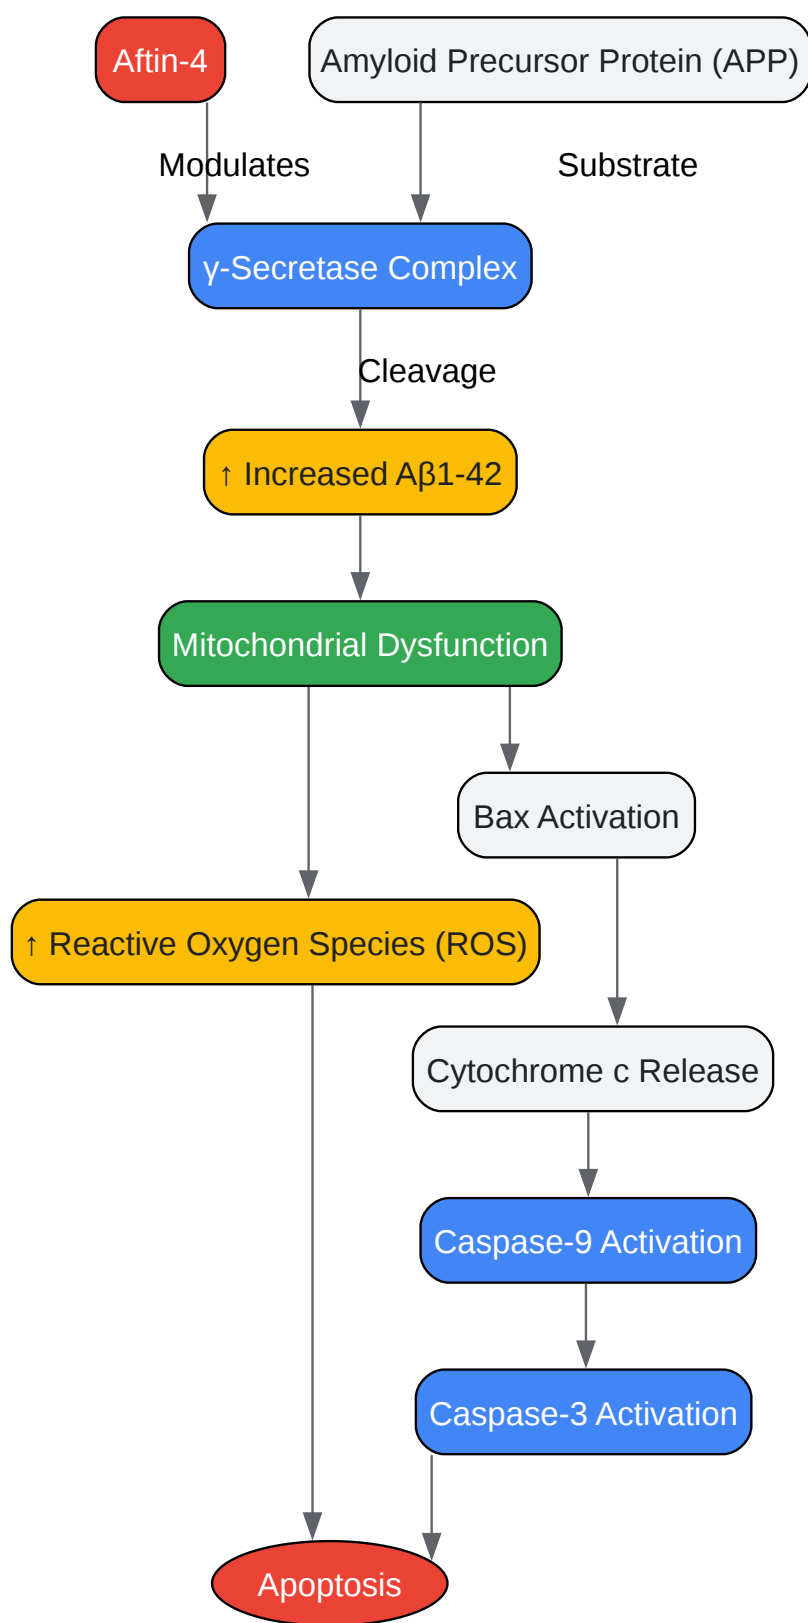 Aftin-4
Amyloid Precursor Protein (APP)
Modulates
Substrate
γ-Secretase Complex
Cleavage
↑ Increased Aβ1-42
Mitochondrial Dysfunction
Bax Activation
↑ Reactive Oxygen Species (ROS)
Cytochrome c Release
Caspase-9 Activation
Caspase-3 Activation
Apoptosis